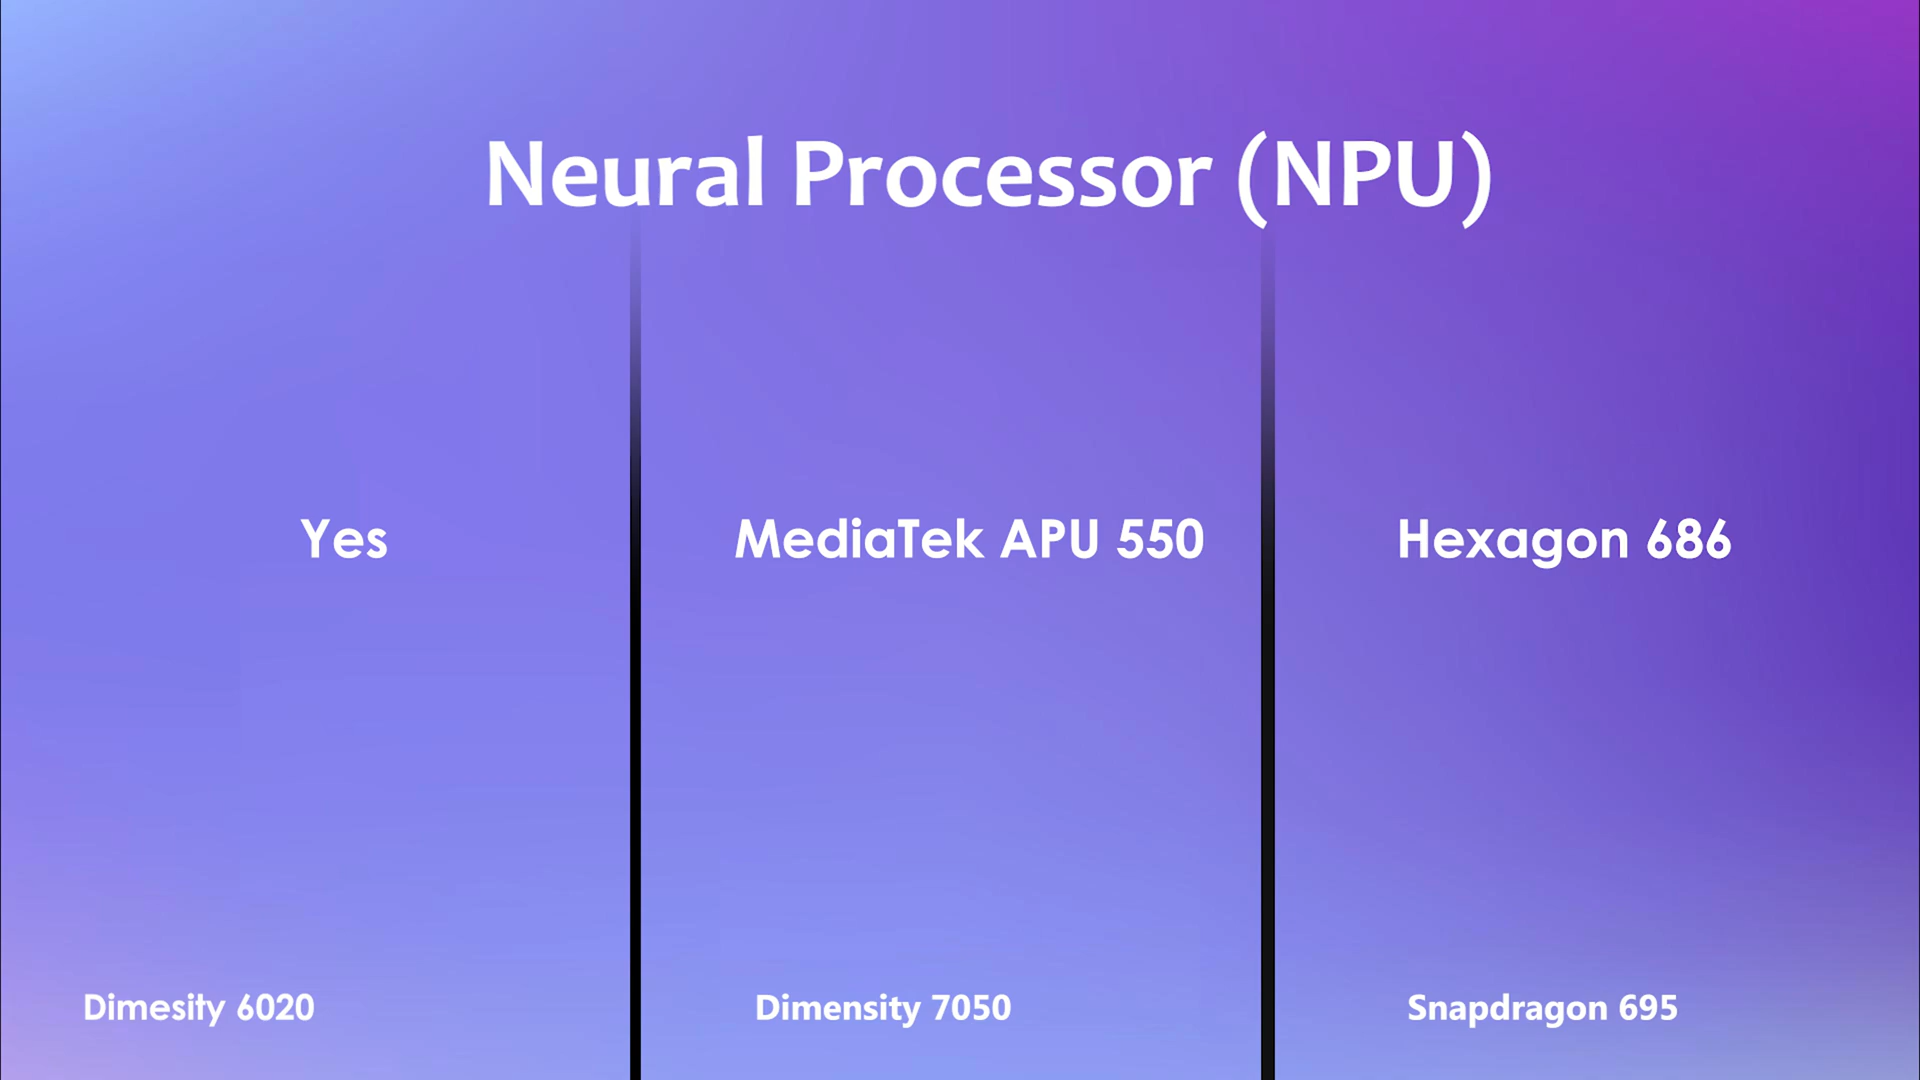 Neural Processor (NPU)
Yes
MediaTek APU 550
Hexagon 686
Dimesity 6020
Dimensity 7050
Snapdragon 695